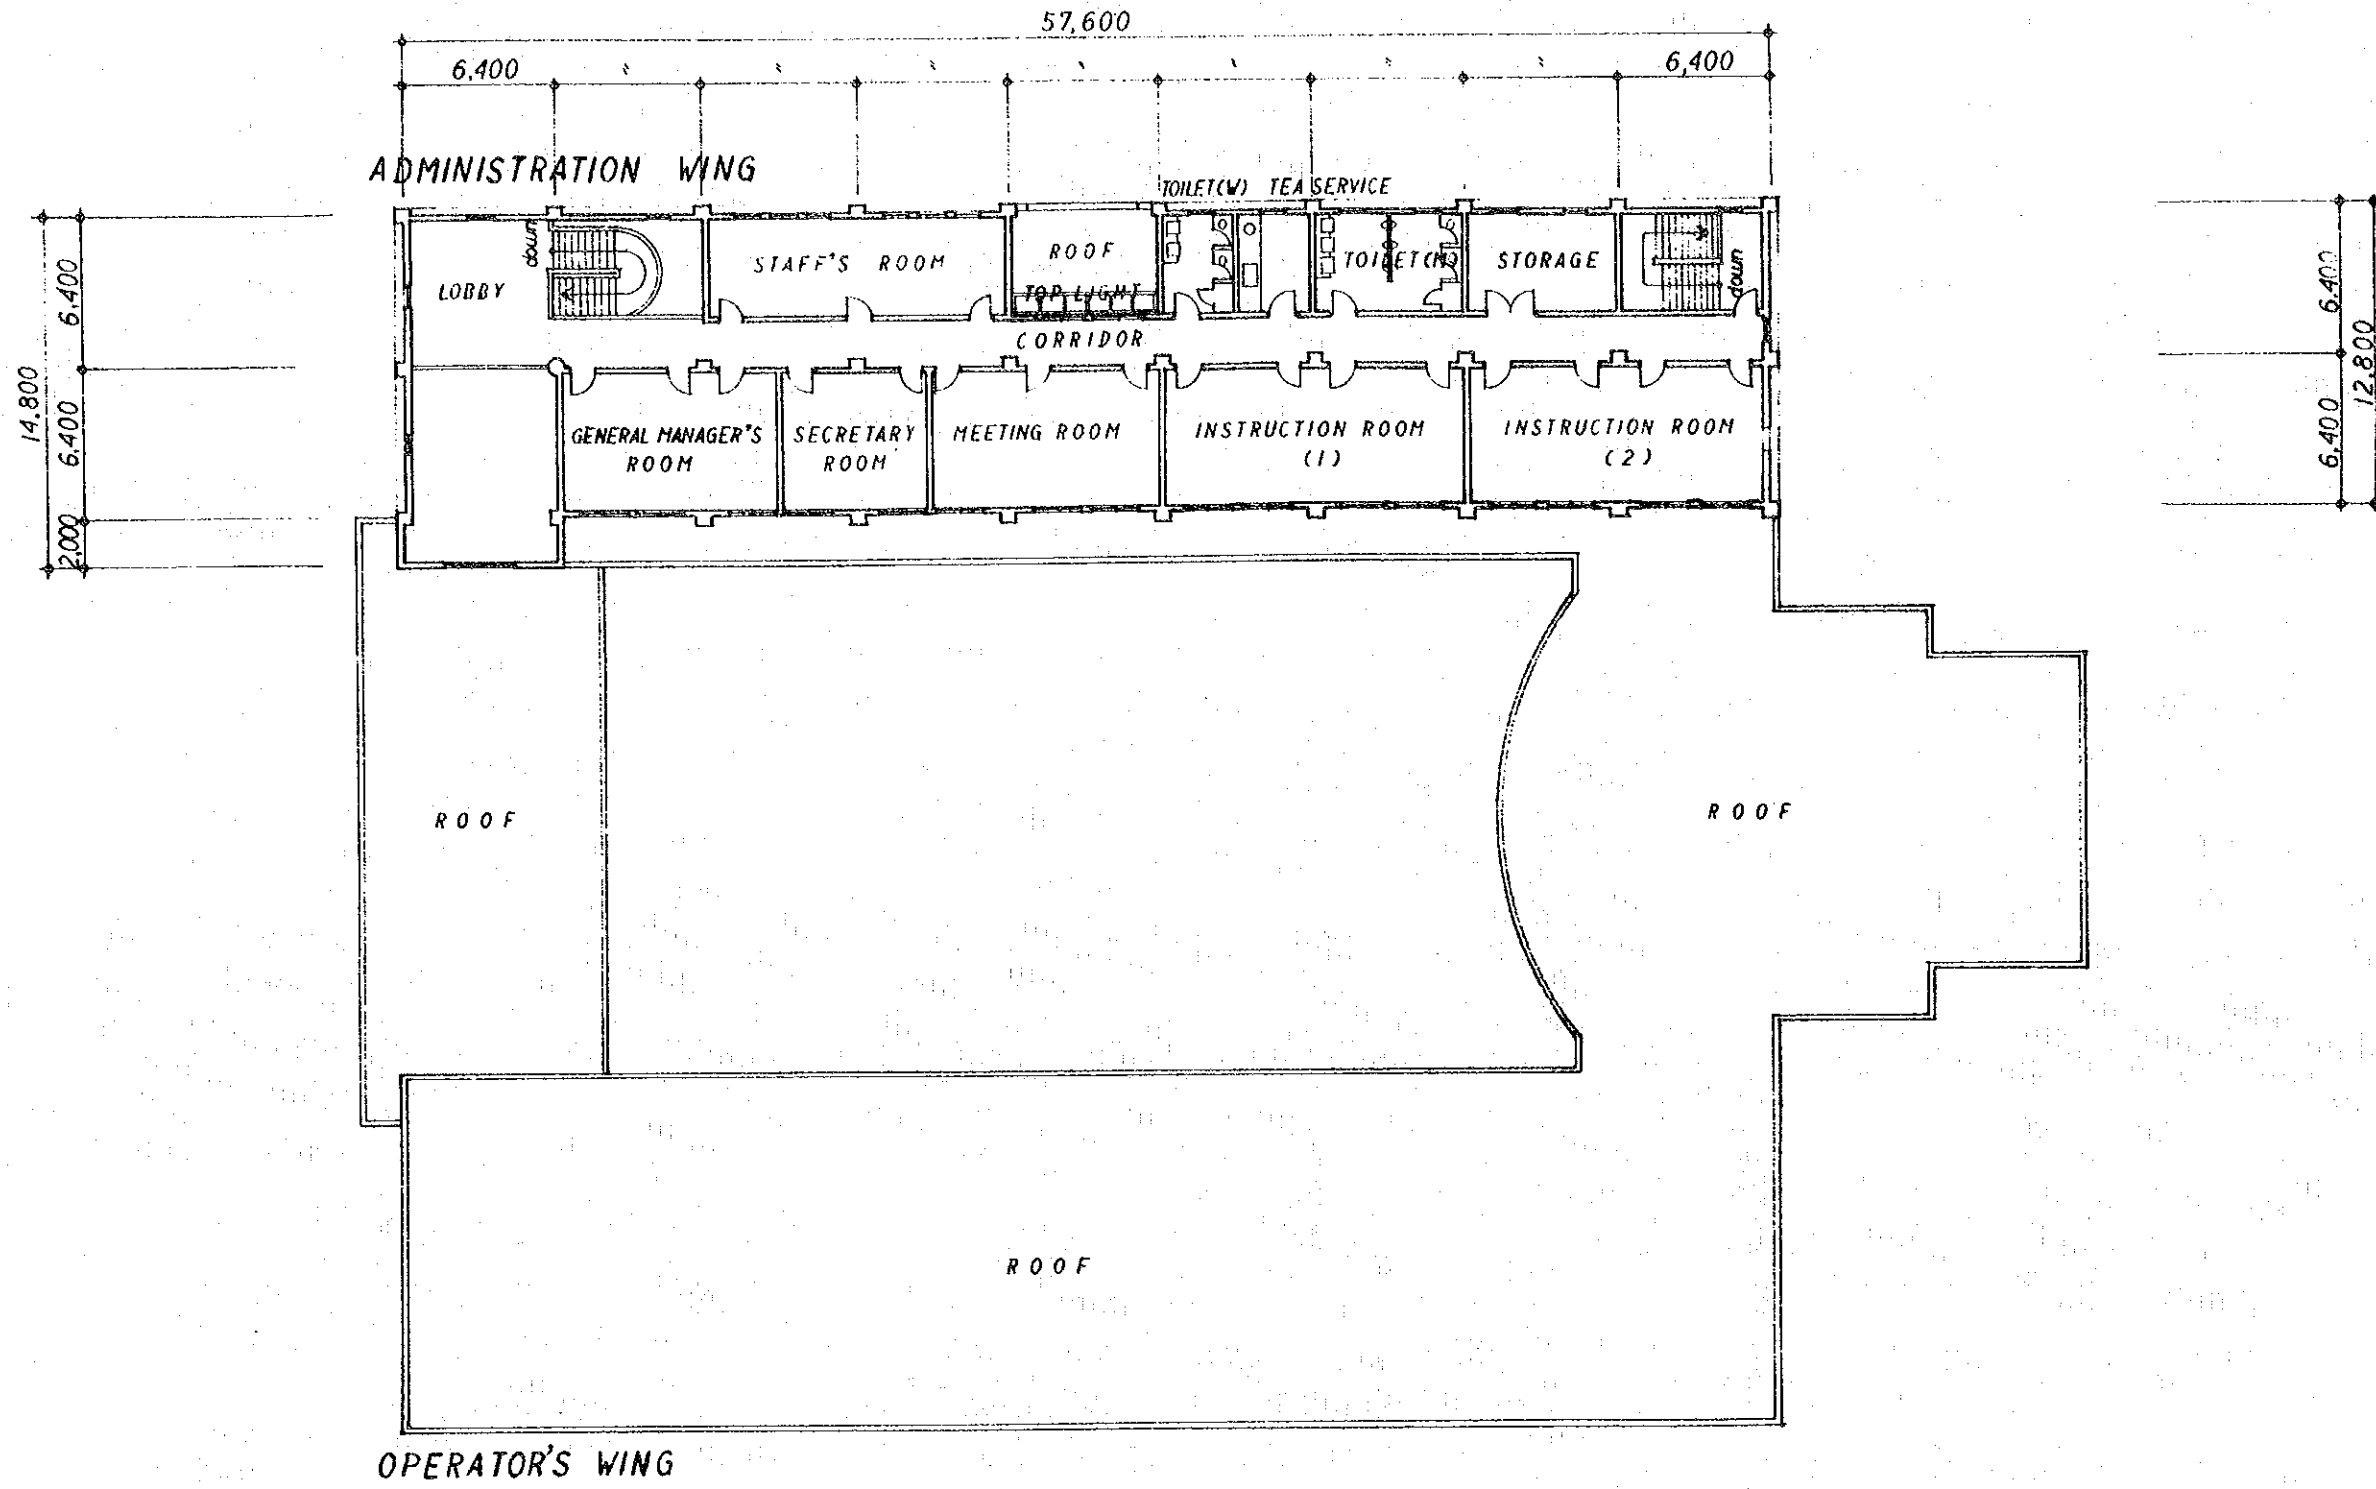 57,600
6,400
6,400
ADMINISTRATION WING
TOILET(W) TEA SERVICE
down
LOBBY
STAFF'S ROOM
ROOF
TOP LIGHT
TOILET(M)
STORAGE
down
CORRIDOR
GENERAL MANAGER'S
ROOM
SECRETARY
ROOM
MEETING ROOM
INSTRUCTION ROOM
(1)
INSTRUCTION ROOM
(2)
14,800
6,400
6,400
2,000
6,400
6,400
12,800
ROOF
ROOF
ROOF
OPERATOR'S WING